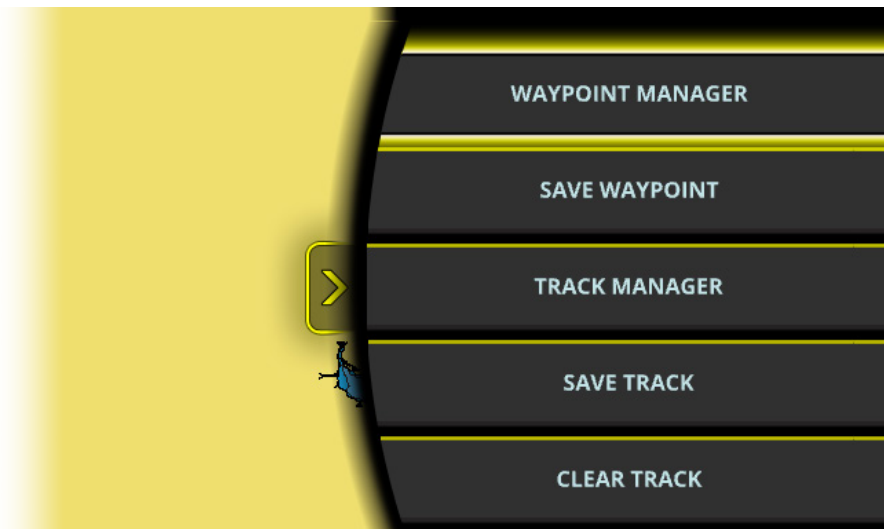 WAYPOINT MANAGER
SAVE WAYPOINT
TRACK MANAGER
SAVE TRACK
CLEAR TRACK